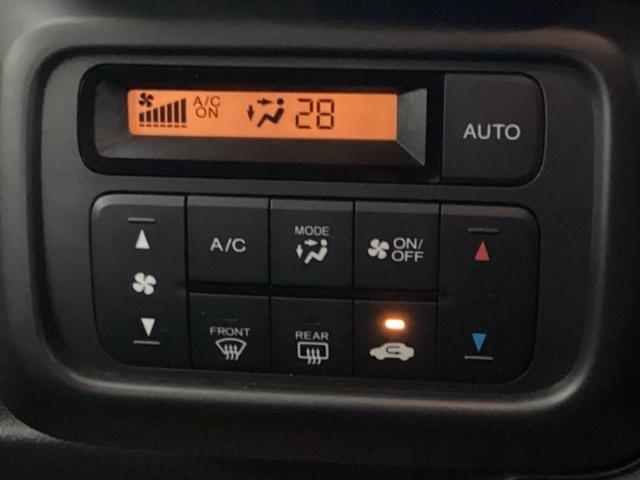 A/C
ON
28
AUTO
A/C
MODE
ON/
OFF
FRONT
REAR